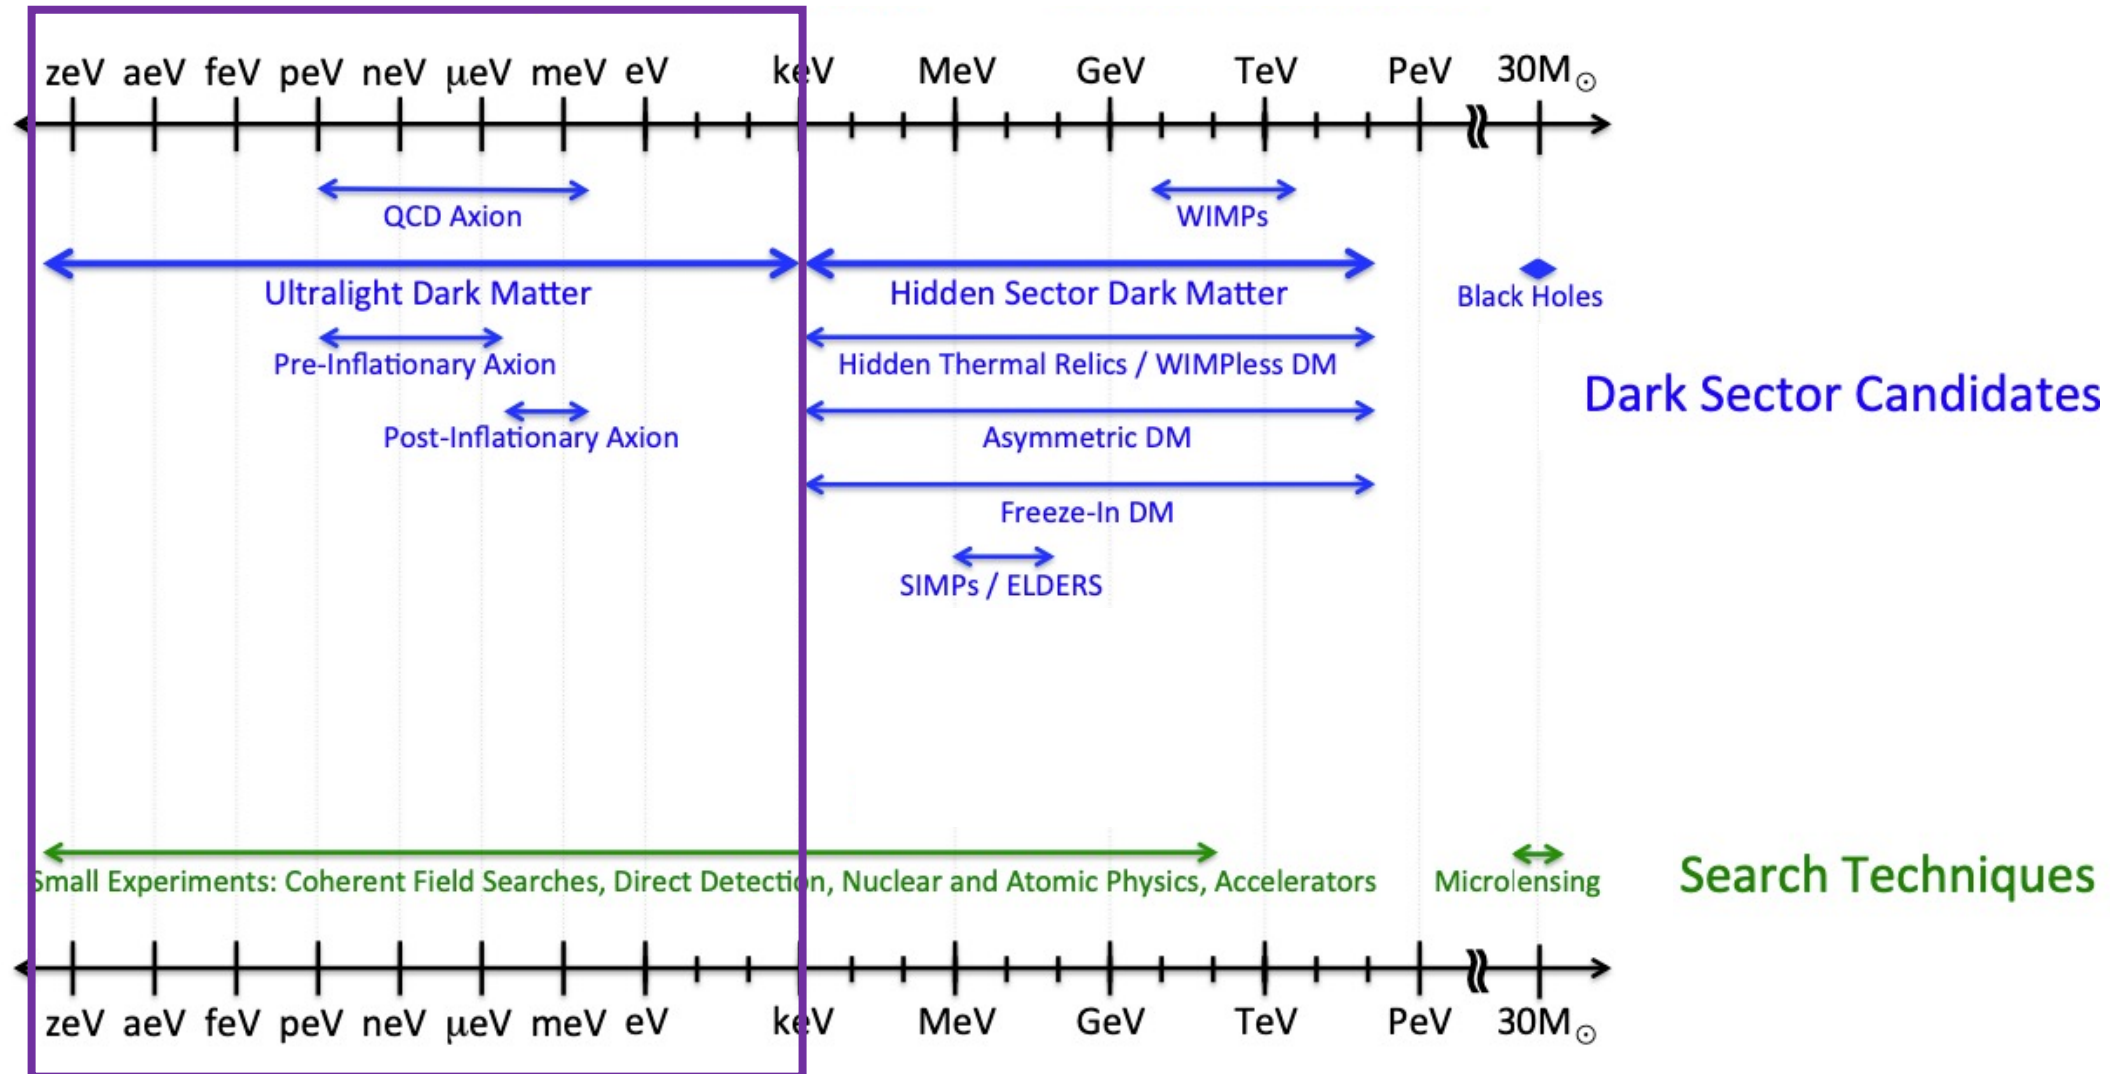 zeV aeV feV peV neV μeV meV eV keV MeV GeV TeV PeV 30M☉
QCD Axion
WIMPs
Ultralight Dark Matter
Hidden Sector Dark Matter
Black Holes
Pre-Inflationary Axion
Hidden Thermal Relics / WIMPless DM
Dark Sector Candidates
Post-Inflationary Axion
Asymmetric DM
Freeze-In DM
SIMPs / ELDERS
Small Experiments: Coherent Field Searches, Direct Detection, Nuclear and Atomic Physics, Accelerators
Microlensing
Search Techniques
zeV aeV feV peV neV μeV meV eV keV MeV GeV TeV PeV 30M☉